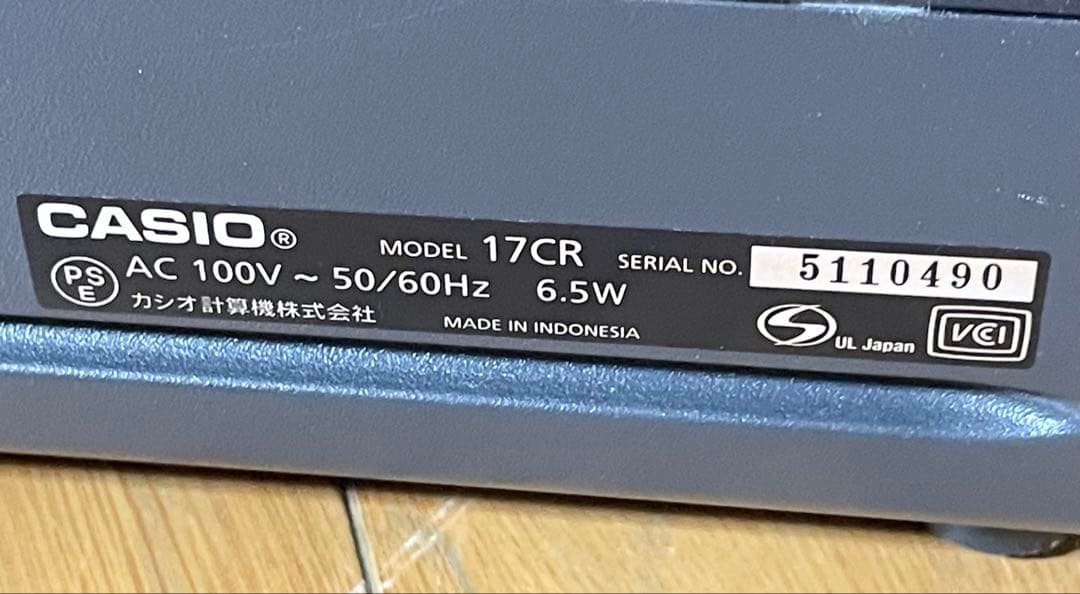 CASIO® MODEL 17CR SERIAL NO. 5110490
PS E AC 100V ~ 50/60Hz 6.5W
カシオ計算機株式会社 MADE IN INDONESIA
S UL Japan VCI